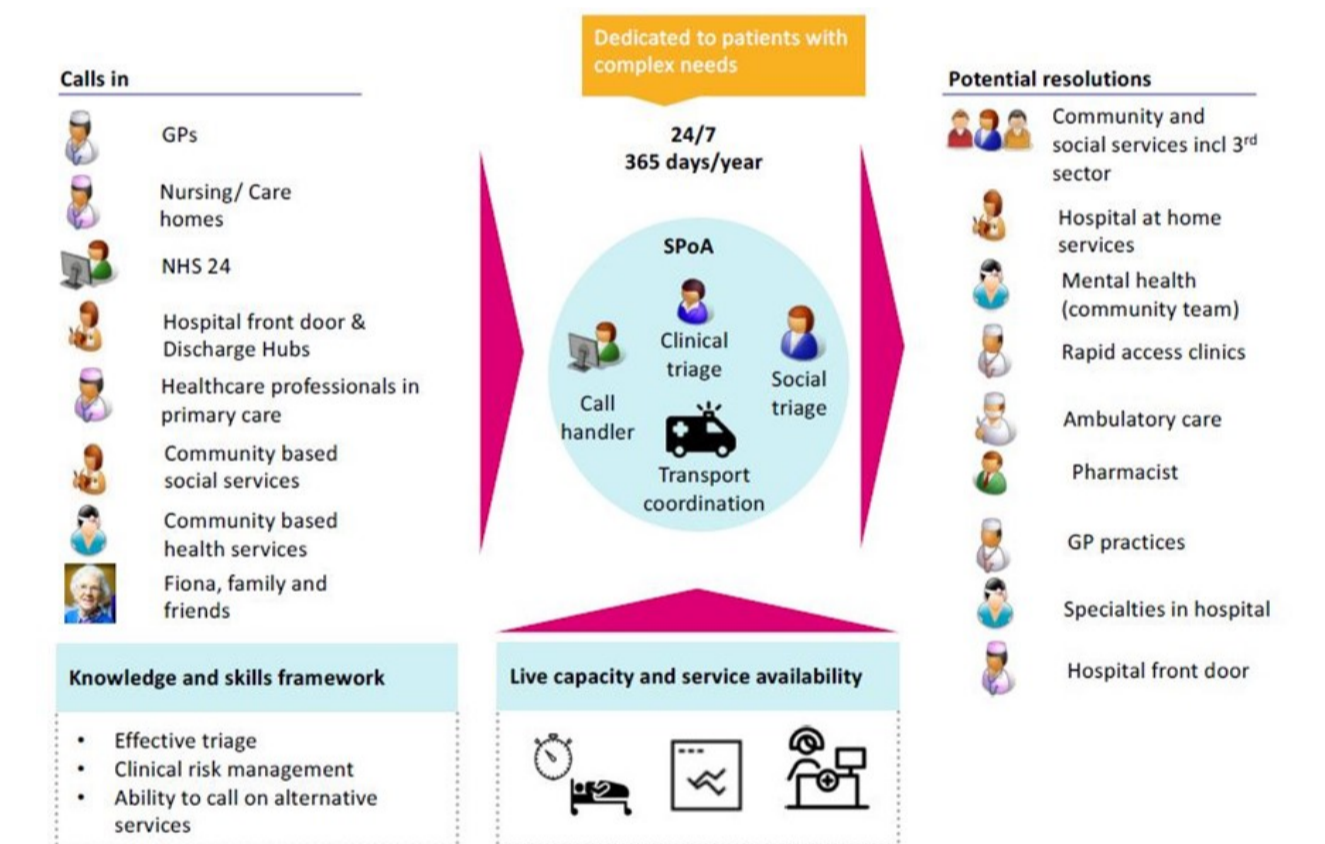 Dedicated to patients with
complex needs
Calls in
GPs
Nursing/ Care
homes
NHS 24
Hospital front door &
Discharge Hubs
Healthcare professionals in
primary care
Community based
social services
Community based
health services
Fiona, family and
friends
24/7
365 days/year
SPoA
Clinical
triage
Social
triage
Call
handler
Transport
coordination
Potential resolutions
Community and
social services incl 3rd
sector
Hospital at home
services
Mental health
(community team)
Rapid access clinics
Ambulatory care
Pharmacist
GP practices
Specialties in hospital
Hospital front door
Knowledge and skills framework
• Effective triage
• Clinical risk management
• Ability to call on alternative
services
Live capacity and service availability